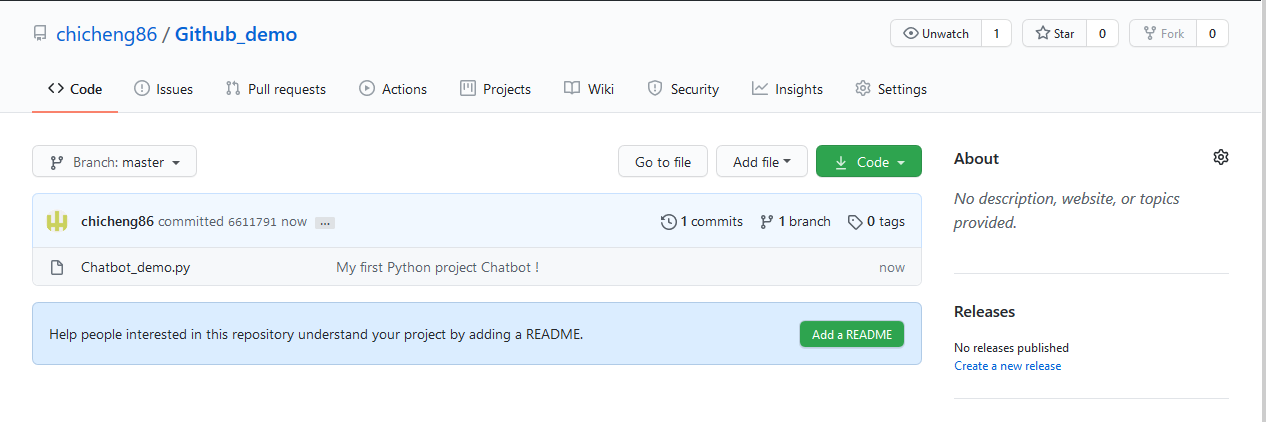 chicheng86 / Github_demo Unwatch 1 Star 0 Fork 0
Code Issues Pull requests Actions Projects Wiki Security Insights Settings
Branch: master Go to file Add file Code
About
No description, website, or topics
provided.
chicheng86 committed 6611791 now ... 1 commits 1 branch 0 tags
Chatbot_demo.py My first Python project Chatbot ! now
Help people interested in this repository understand your project by adding a README. Add a README
Releases
No releases published
Create a new release